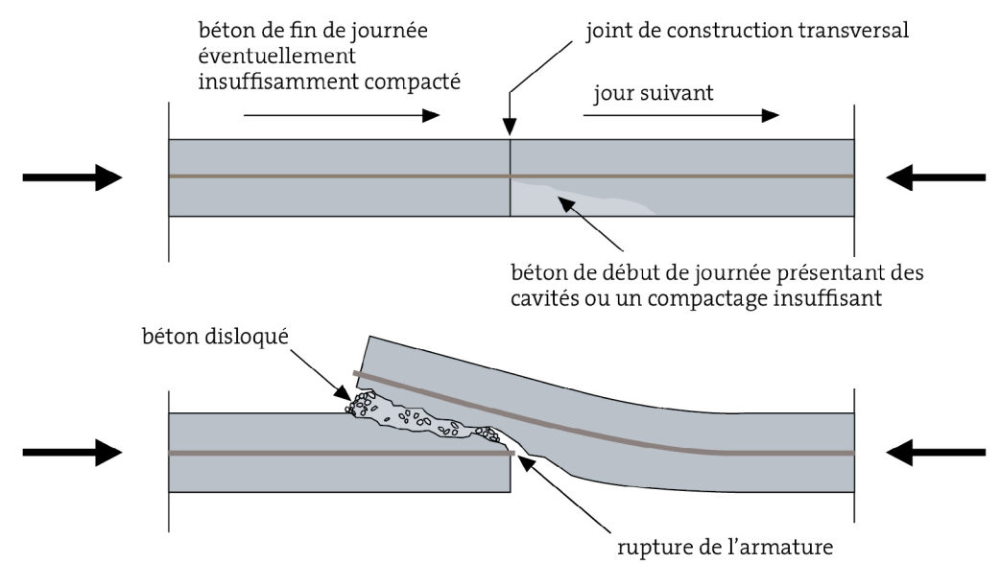 béton de fin de journée
éventuellement
insuffisamment compacté
joint de construction transversal
jour suivant
béton de début de journée présentant des
cavités ou un compactage insuffisant
béton disloqué
rupture de l'armature